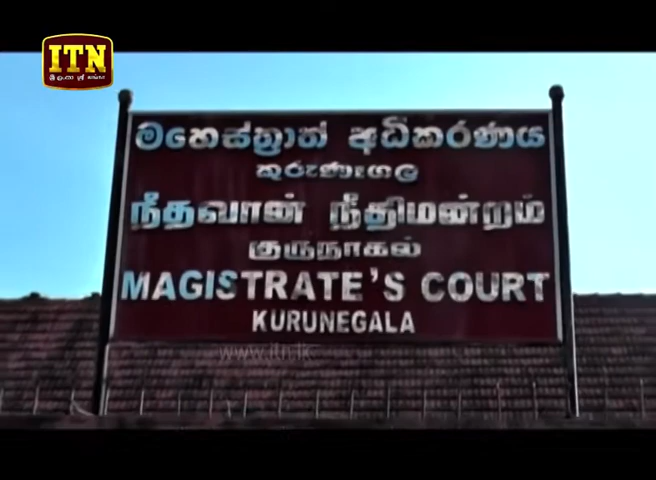 ITN
ශ්‍රී ලංකා
මහෙස්ත්‍රාත් අධිකරණය
කුරුණෑගල
நீதவான் நீதிமன்றம்
குருநாகல்
MAGISTRATE'S COURT
KURUNEGALA
www.itn.lk